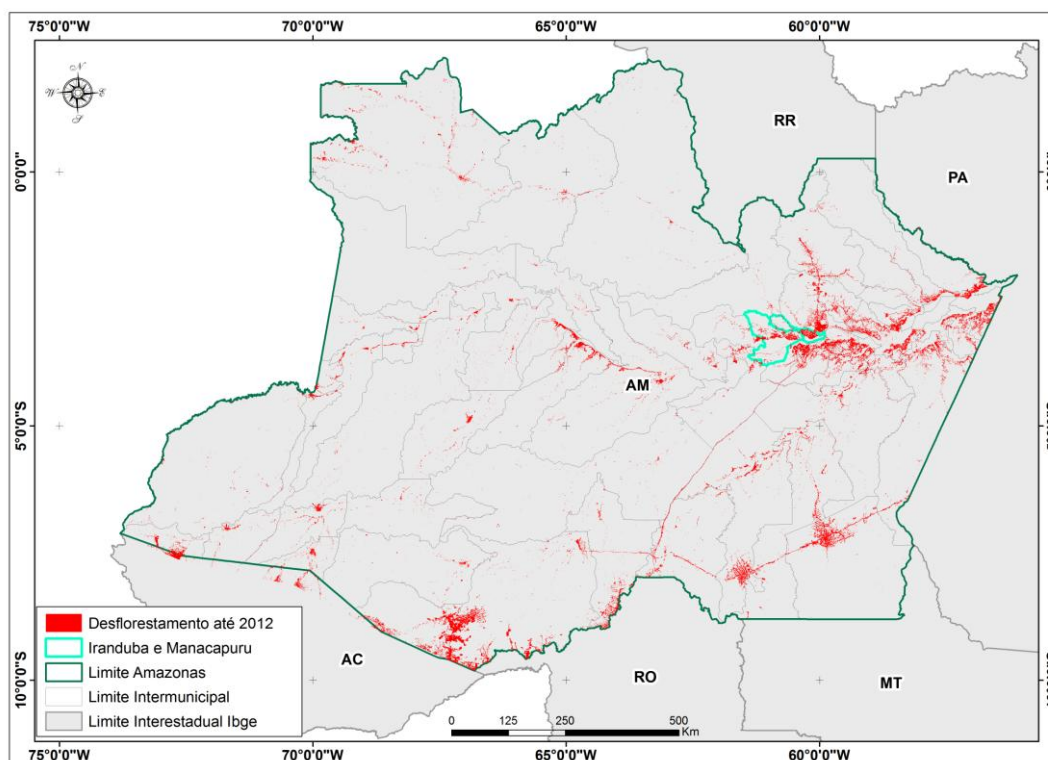 75°0'0"W 70°0'0"W 65°0'0"W 60°0'0"W
N
W E
S
RR
PA
0°0'0"
AM
5°0'0"S
Desflorestamento até 2012
Iranduba e Manacapuru
Limite Amazonas
Limite Intermunicipal
Limite Interestadual Ibge
AC
RO
MT
10°0'0"S
0 125 250 500
Km
75°0'0"W 70°0'0"W 65°0'0"W 60°0'0"W